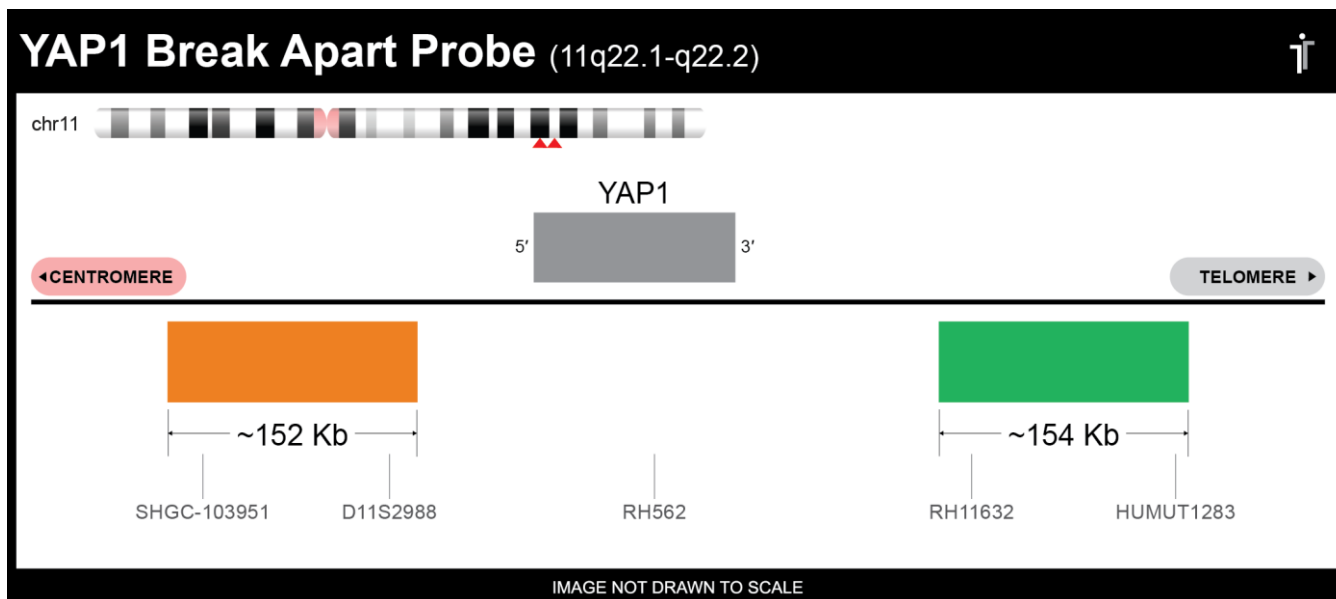 YAP1 Break Apart Probe (11q22.1-q22.2)
chr11
YAP1
5′ 3′
◂CENTROMERE TELOMERE ▸
~152 Kb ~154 Kb
SHGC-103951 D11S2988 RH562 RH11632 HUMUT1283
IMAGE NOT DRAWN TO SCALE